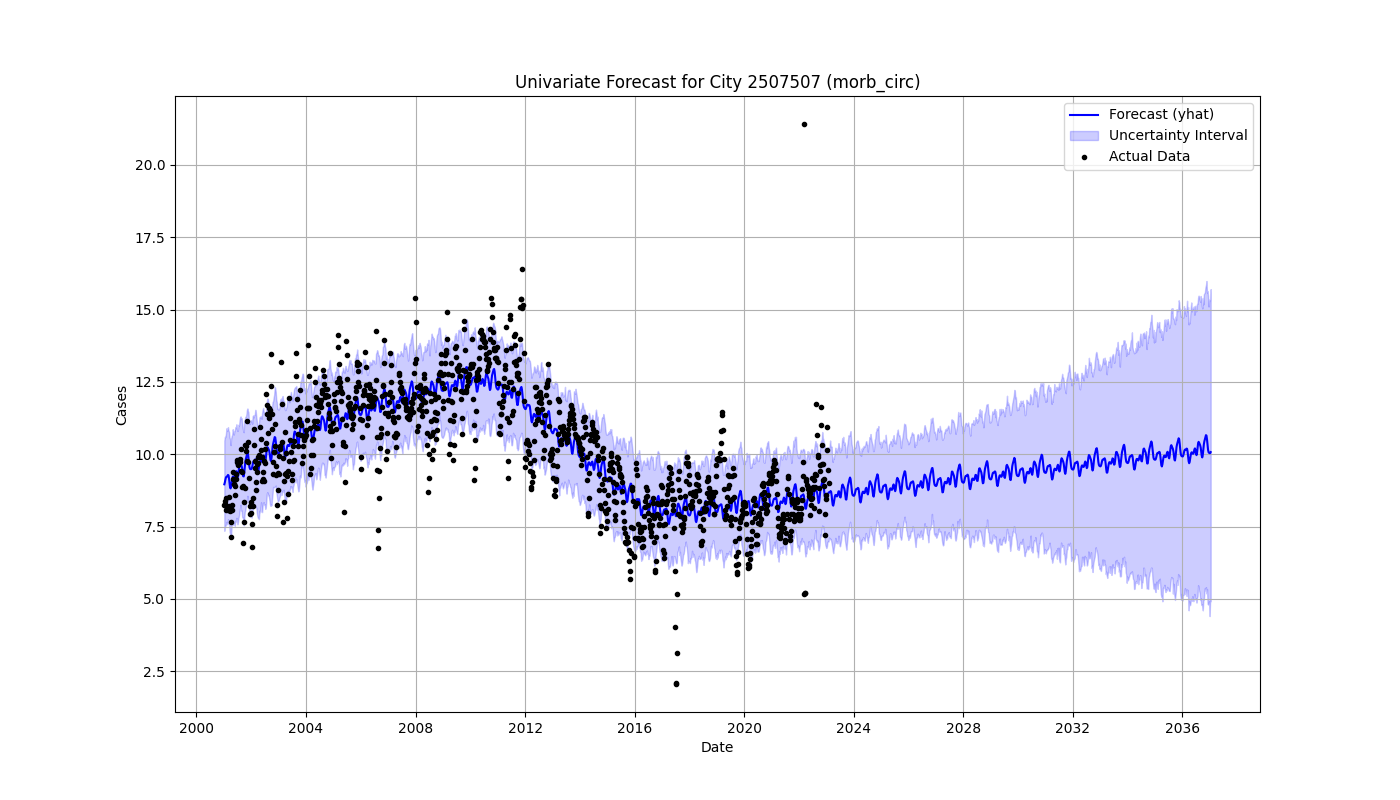 Univariate Forecast for City 2507507 (morb_circ)
Forecast (yhat)
Uncertainty Interval
Actual Data
Cases
20.0
17.5
15.0
12.5
10.0
7.5
5.0
2.5
2000 2004 2008 2012 2016 2020 2024 2028 2032 2036
Date